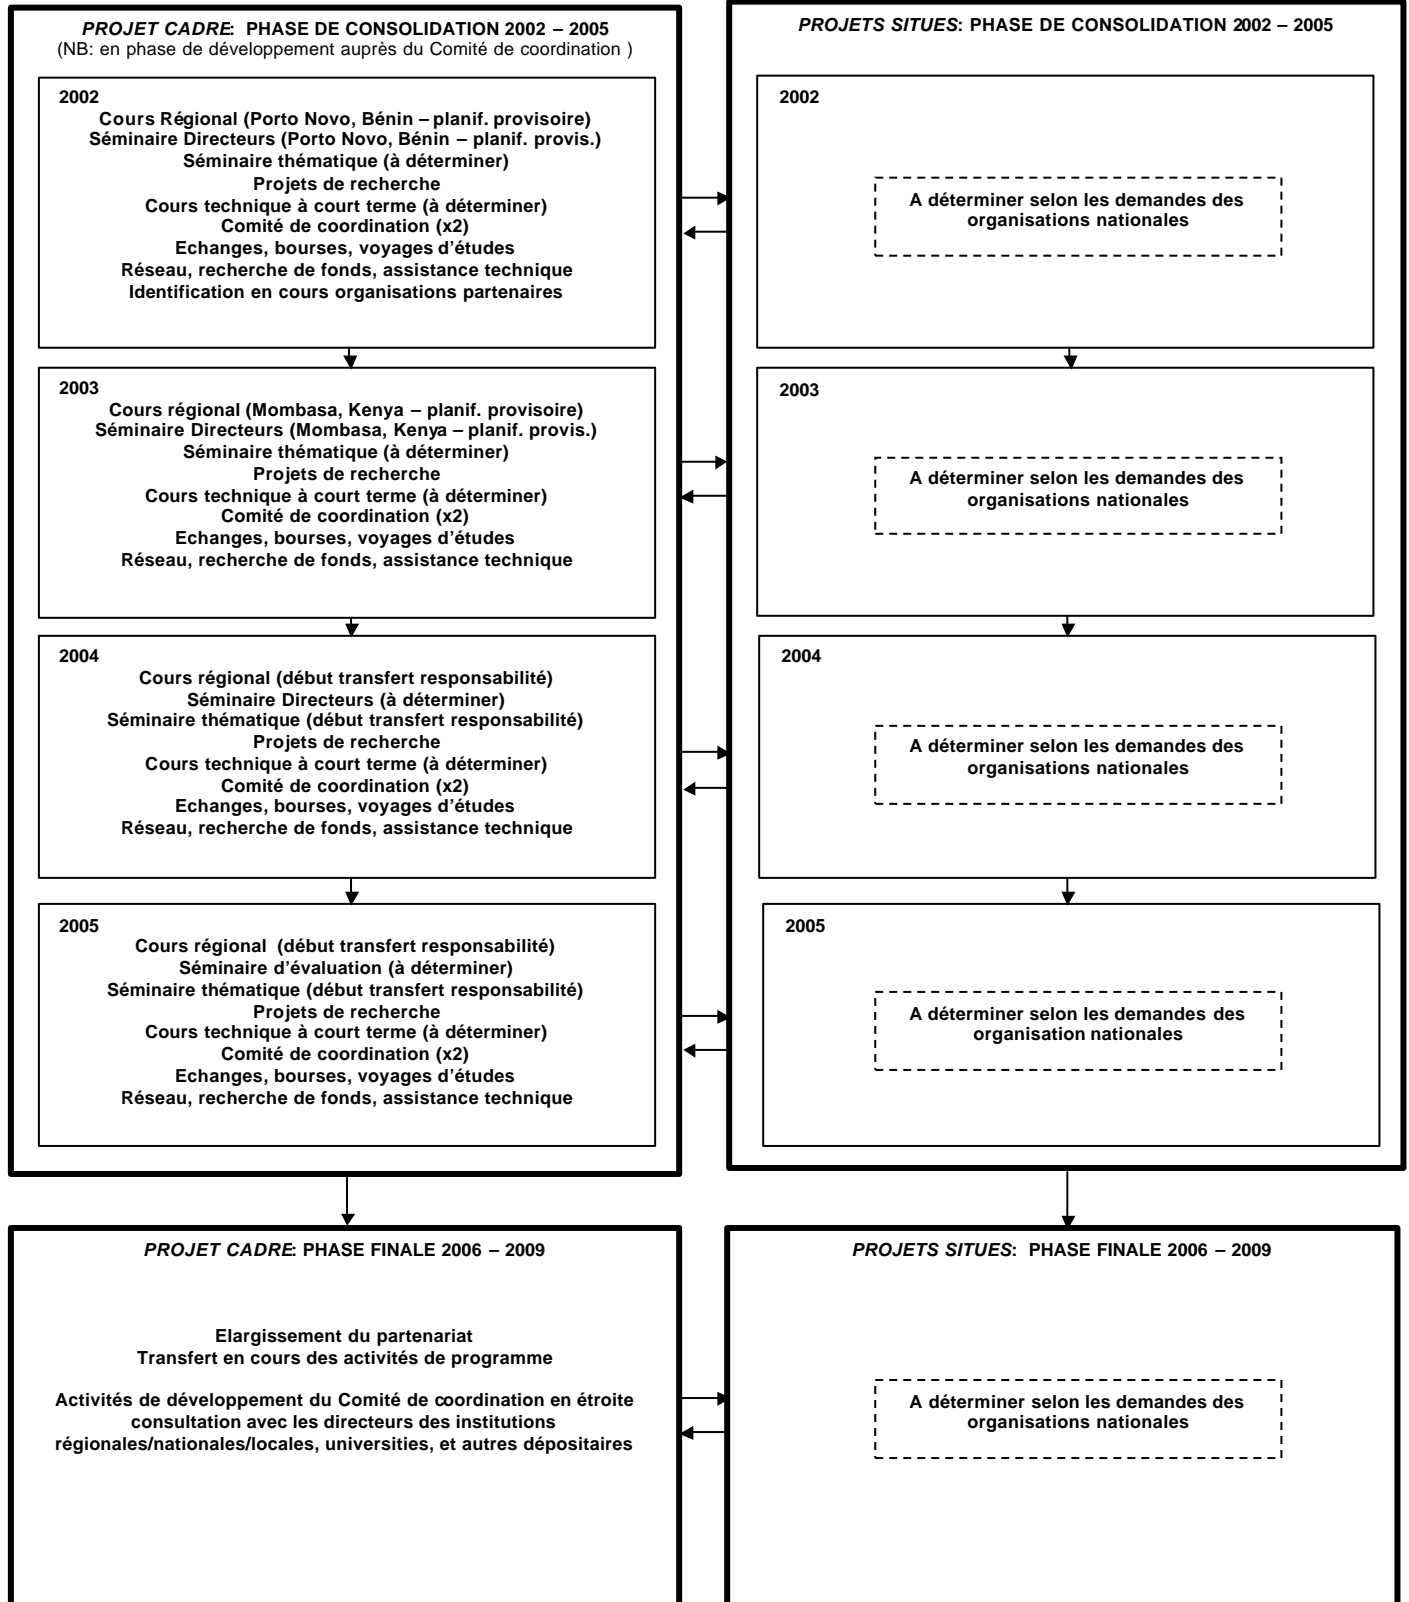 PROJET CADRE: PHASE DE CONSOLIDATION 2002 – 2005
(NB: en phase de développement auprès du Comité de coordination )
2002
Cours Régional (Porto Novo, Bénin – planif. provisoire)
Séminaire Directeurs (Porto Novo, Bénin – planif. provis.)
Séminaire thématique (à déterminer)
Projets de recherche
Cours technique à court terme (à déterminer)
Comité de coordination (x2)
Echanges, bourses, voyages d'études
Réseau, recherche de fonds, assistance technique
Identification en cours organisations partenaires
2003
Cours régional (Mombasa, Kenya – planif. provisoire)
Séminaire Directeurs (Mombasa, Kenya – planif. provis.)
Séminaire thématique (à déterminer)
Projets de recherche
Cours technique à court terme (à déterminer)
Comité de coordination (x2)
Echanges, bourses, voyages d'études
Réseau, recherche de fonds, assistance technique
2004
Cours régional (début transfert responsabilité)
Séminaire Directeurs (à déterminer)
Séminaire thématique (début transfert responsabilité)
Projets de recherche
Cours technique à court terme (à déterminer)
Comité de coordination (x2)
Echanges, bourses, voyages d'études
Réseau, recherche de fonds, assistance technique
2005
Cours régional (début transfert responsabilité)
Séminaire d'évaluation (à déterminer)
Séminaire thématique (début transfert responsabilité)
Projets de recherche
Cours technique à court terme (à déterminer)
Comité de coordination (x2)
Echanges, bourses, voyages d'études
Réseau, recherche de fonds, assistance technique
PROJETS SITUES: PHASE DE CONSOLIDATION 2002 – 2005
2002
A déterminer selon les demandes des
organisations nationales
2003
A déterminer selon les demandes des
organisations nationales
2004
A déterminer selon les demandes des
organisations nationales
2005
A déterminer selon les demandes des
organisation nationales
PROJET CADRE: PHASE FINALE 2006 – 2009
Elargissement du partenariat
Transfert en cours des activités de programme
Activités de développement du Comité de coordination en étroite
consultation avec les directeurs des institutions
régionales/nationales/locales, universities, et autres dépositaires
PROJETS SITUES: PHASE FINALE 2006 – 2009
A déterminer selon les demandes des
organisations nationales